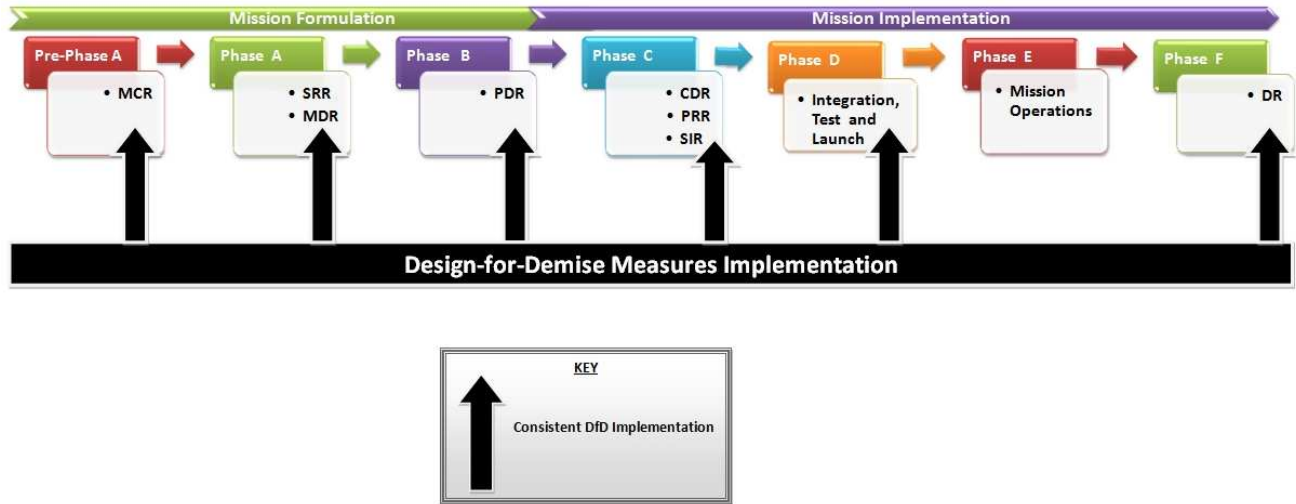 Mission Formulation
Mission Implementation
Pre-Phase A
• MCR
Phase A
• SRR
• MDR
Phase B
• PDR
Phase C
• CDR
• PRR
• SIR
Phase D
• Integration,
Test and
Launch
Phase E
• Mission
Operations
Phase F
• DR
Design-for-Demise Measures Implementation
KEY
Consistent DfD Implementation